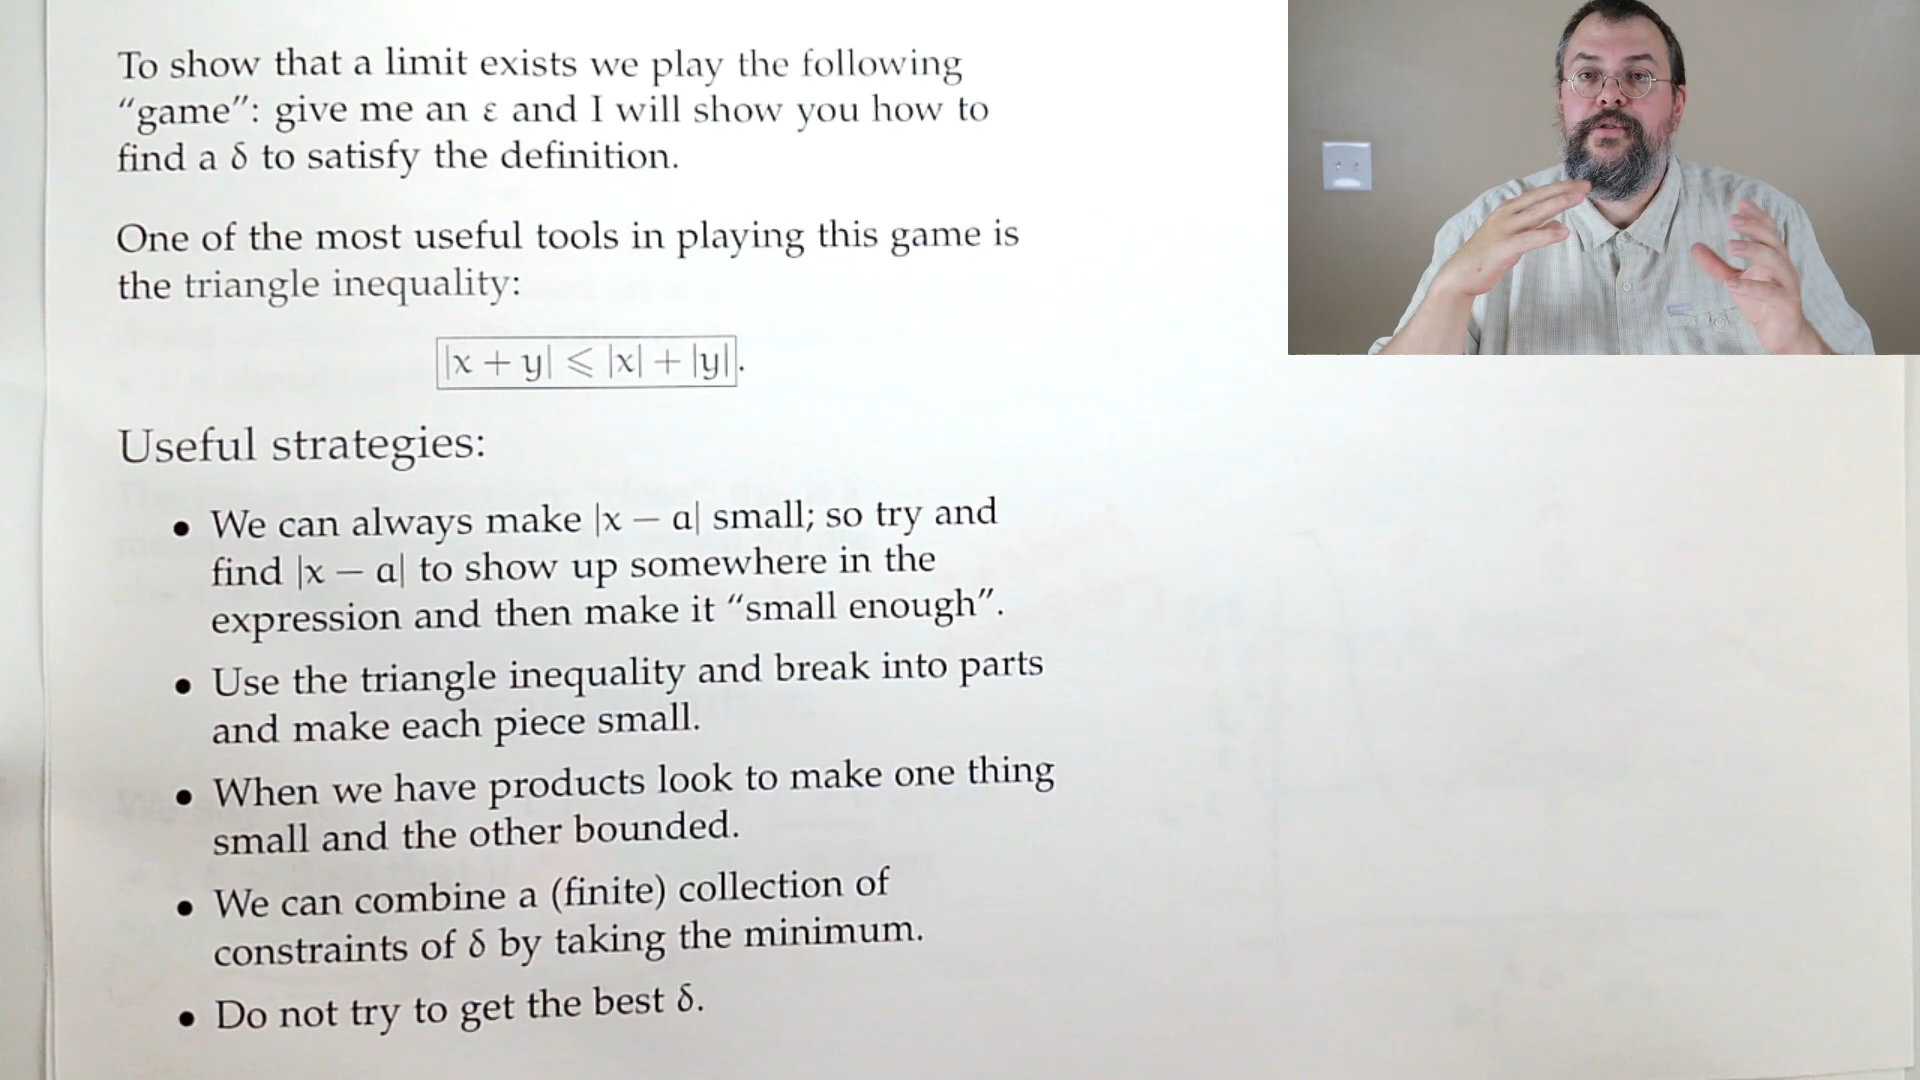 To show that a limit exists we play the following
“game”: give me an ε and I will show you how to
find a δ to satisfy the definition.
One of the most useful tools in playing this game is
the triangle inequality:
|x + y| ⩽ |x| + |y|.
Useful strategies:
• We can always make |x − a| small; so try and
find |x − a| to show up somewhere in the
expression and then make it “small enough”.
• Use the triangle inequality and break into parts
and make each piece small.
• When we have products look to make one thing
small and the other bounded.
• We can combine a (finite) collection of
constraints of δ by taking the minimum.
• Do not try to get the best δ.